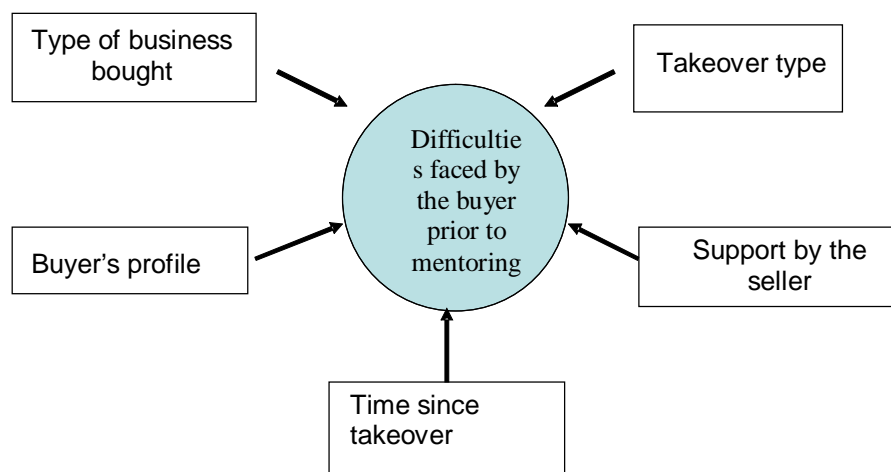 Type of business
bought
Takeover type
Difficultie
s faced by
the buyer
prior to
mentoring
Buyer's profile
Support by the
seller
Time since
takeover